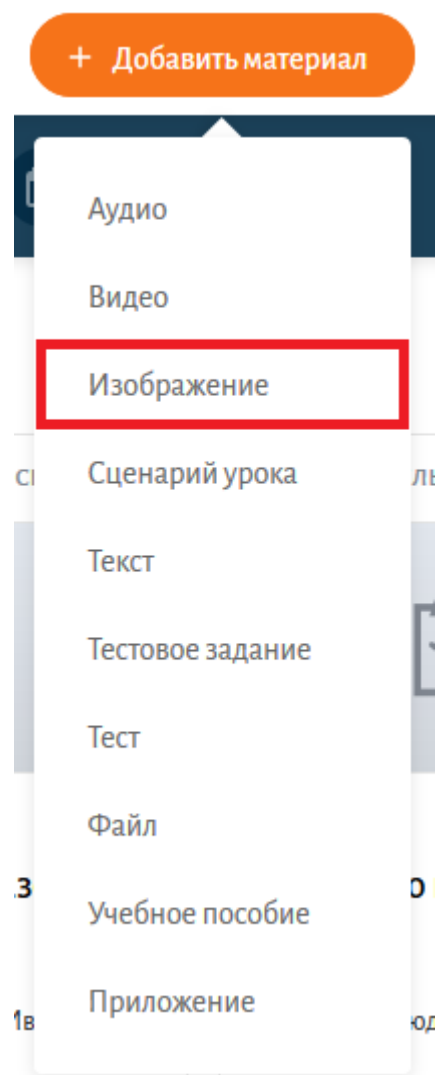 + Добавить материал
Аудио
Видео
Изображение
Сценарий урока
Текст
Тестовое задание
Тест
Файл
Учебное пособие
Приложение